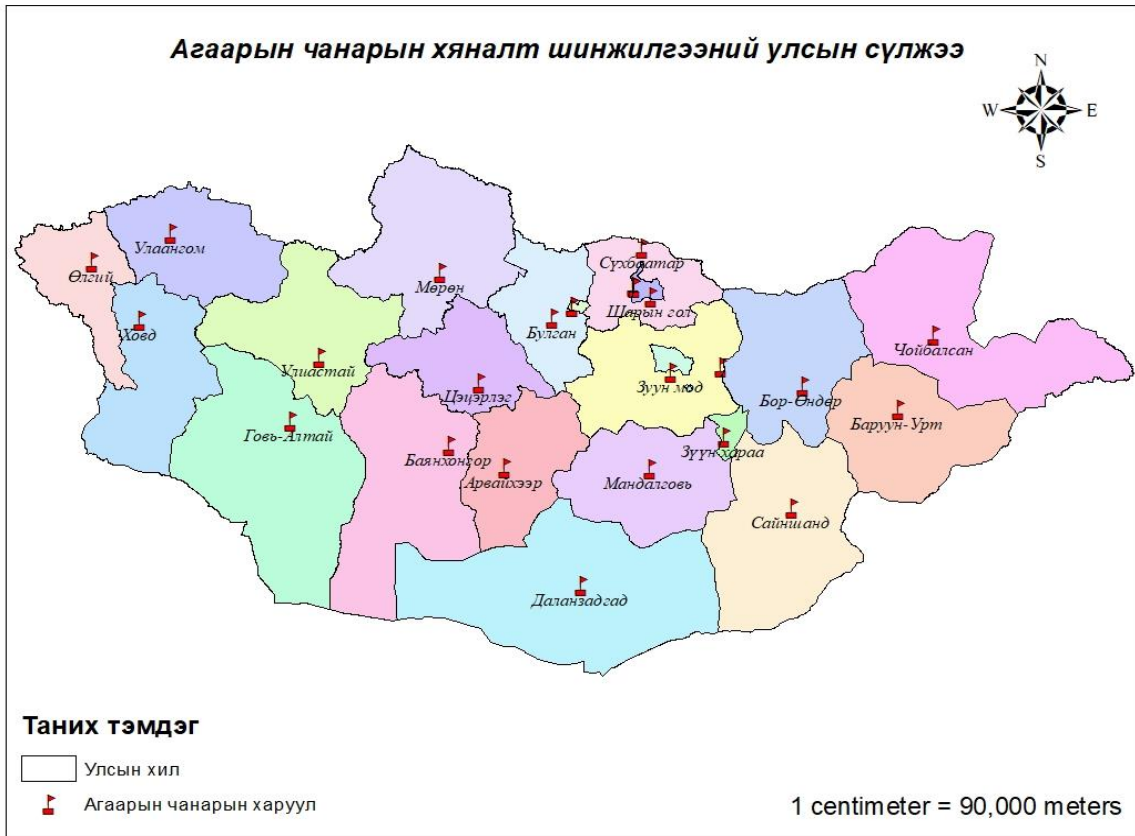 Агаарын чанарын хяналт шинжилгээний улсын сүлжээ
N
W E
S
Улаангом
Өлгий
Сүхбаатар
Мөрөн
Шарын гол
Ховд
Булган
Чойбалсан
Улиастай
Цэцэрлэг
Зуун мод
Бор-Өндөр
Говь-Алтай
Баруун-Урт
Баянхонгор
Зүүн хараа
Арвайхээр
Мандалговь
Сайншанд
Даланзадгад
Таних тэмдэг
Улсын хил
Агаарын чанарын харуул
1 centimeter = 90,000 meters